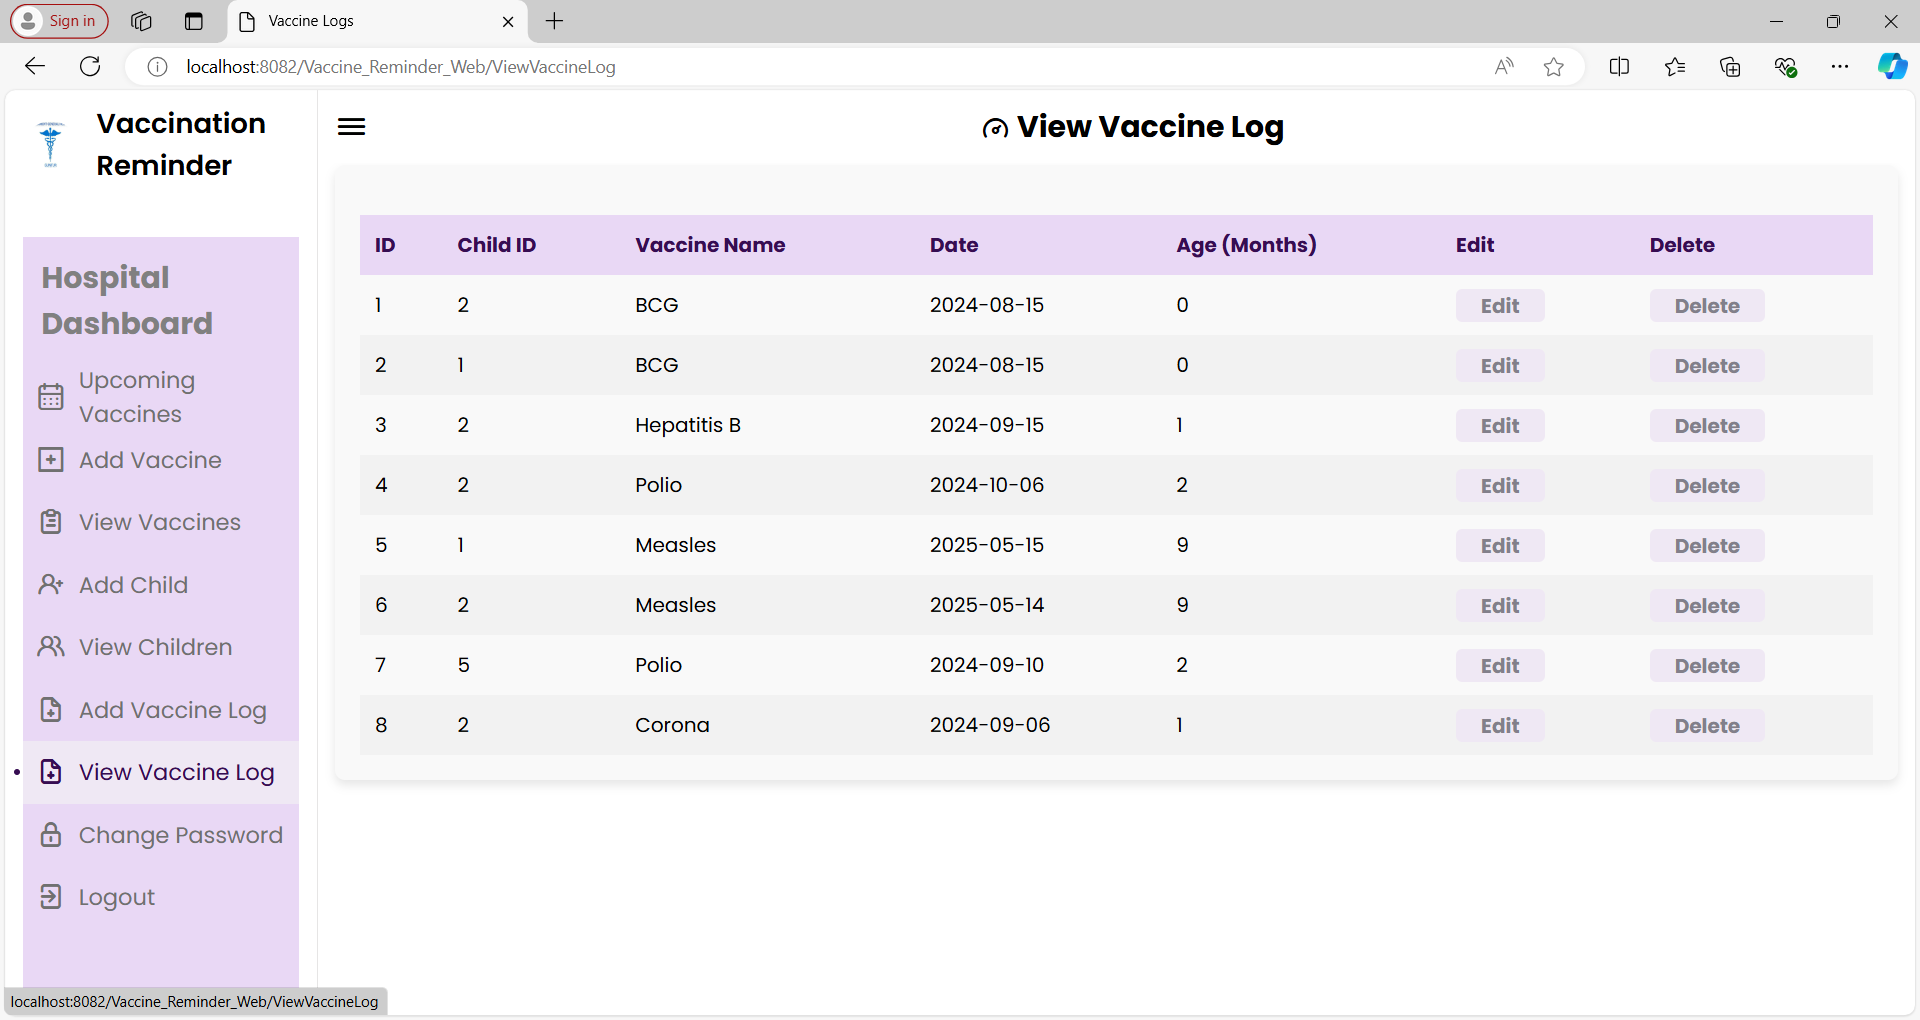 Sign in
Vaccine Logs
localhost:8082/Vaccine_Reminder_Web/ViewVaccineLog
Vaccination
Reminder
Hospital
Dashboard
Upcoming
Vaccines
Add Vaccine
View Vaccines
Add Child
View Children
Add Vaccine Log
View Vaccine Log
Change Password
Logout
View Vaccine Log
ID Child ID Vaccine Name Date Age (Months) Edit Delete
1 2 BCG 2024-08-15 0 Edit Delete
2 1 BCG 2024-08-15 0 Edit Delete
3 2 Hepatitis B 2024-09-15 1 Edit Delete
4 2 Polio 2024-10-06 2 Edit Delete
5 1 Measles 2025-05-15 9 Edit Delete
6 2 Measles 2025-05-14 9 Edit Delete
7 5 Polio 2024-09-10 2 Edit Delete
8 2 Corona 2024-09-06 1 Edit Delete
localhost:8082/Vaccine_Reminder_Web/ViewVaccineLog